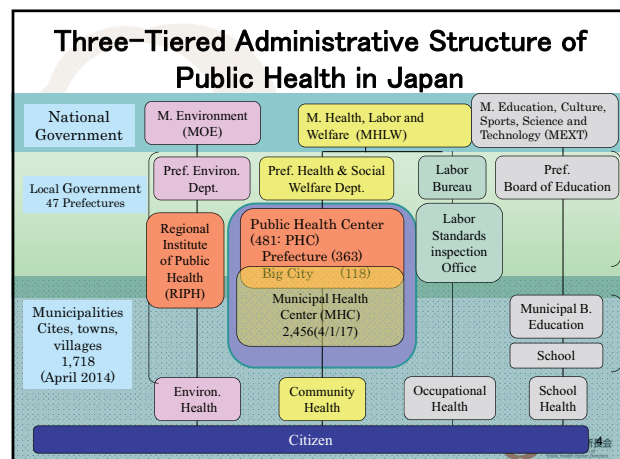 Three-Tiered Administrative Structure of
Public Health in Japan
National
Government
M. Environment
(MOE)
M. Health, Labor and
Welfare (MHLW)
M. Education, Culture,
Sports, Science and
Technology (MEXT)
Local Government
47 Prefectures
Pref. Environ.
Dept.
Pref. Health & Social
Welfare Dept.
Labor
Bureau
Pref.
Board of Education
Regional
Institute
of Public
Health
(RIPH)
Public Health Center
(481: PHC)
Prefecture (363)
Big City (118)
Labor
Standards
inspection
Office
Municipal Health
Center (MHC)
2,456(4/1/17)
Municipalities
Cites, towns,
villages
1,718
(April 2014)
Municipal B.
Education
School
Environ.
Health
Community
Health
Occupational
Health
School
Health
Citizen
4